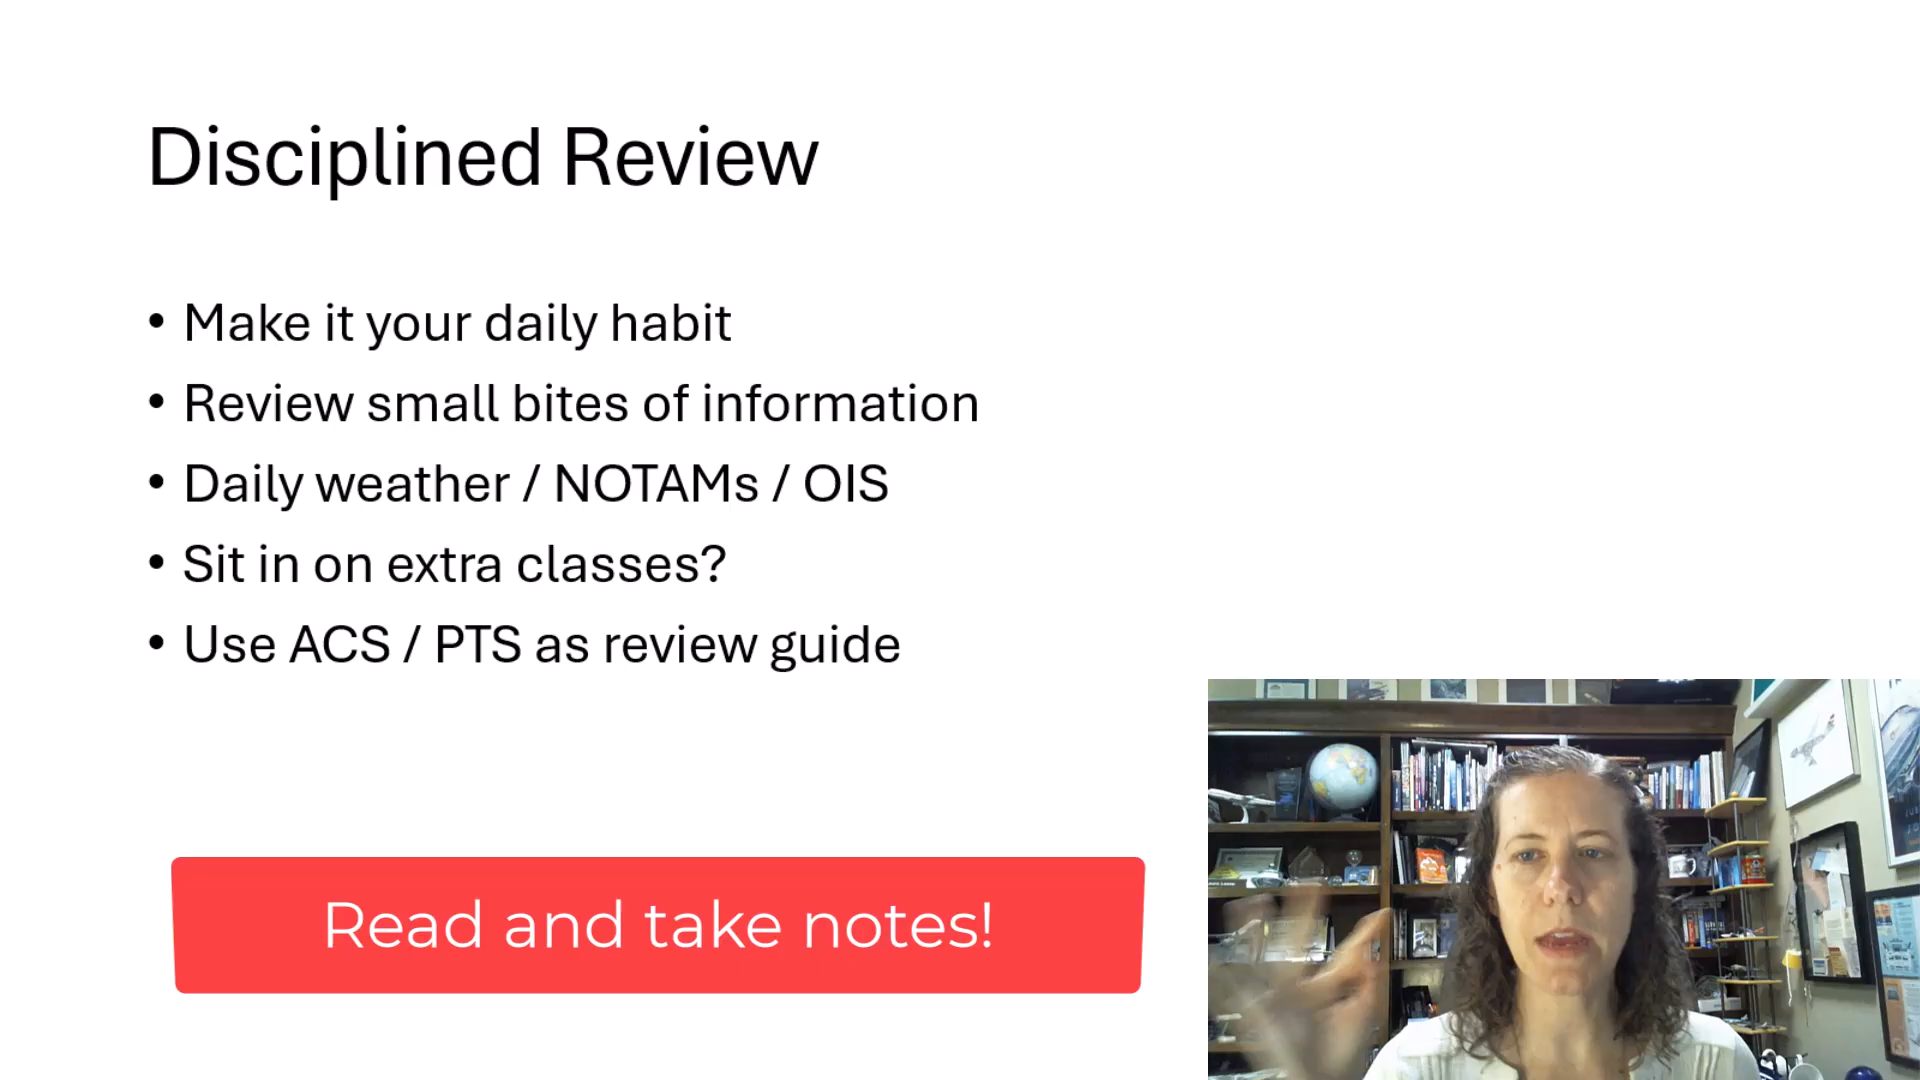 Disciplined Review
• Make it your daily habit
• Review small bites of information
• Daily weather / NOTAMs / OIS
• Sit in on extra classes?
• Use ACS / PTS as review guide
Read and take notes!